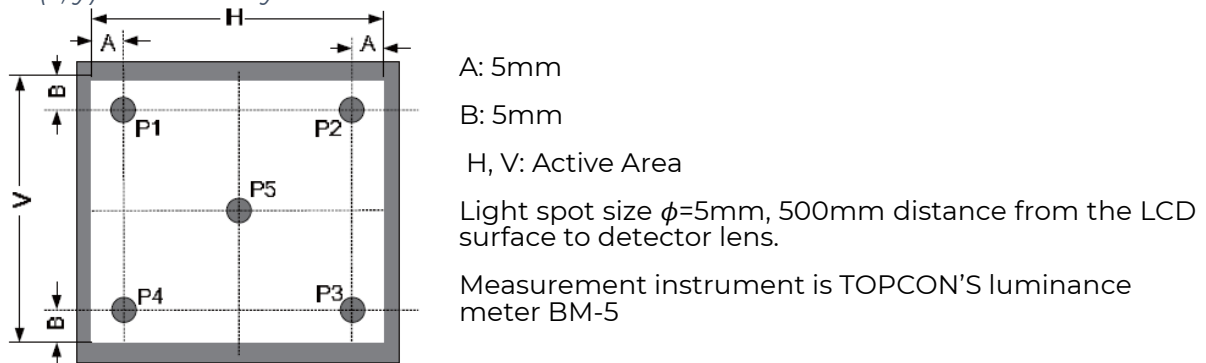 H
A
A
B
P1
P2
V
P5
P4
P3
B
A: 5mm
B: 5mm
H, V: Active Area
Light spot size ϕ=5mm, 500mm distance from the LCD
surface to detector lens.
Measurement instrument is TOPCON'S luminance
meter BM-5